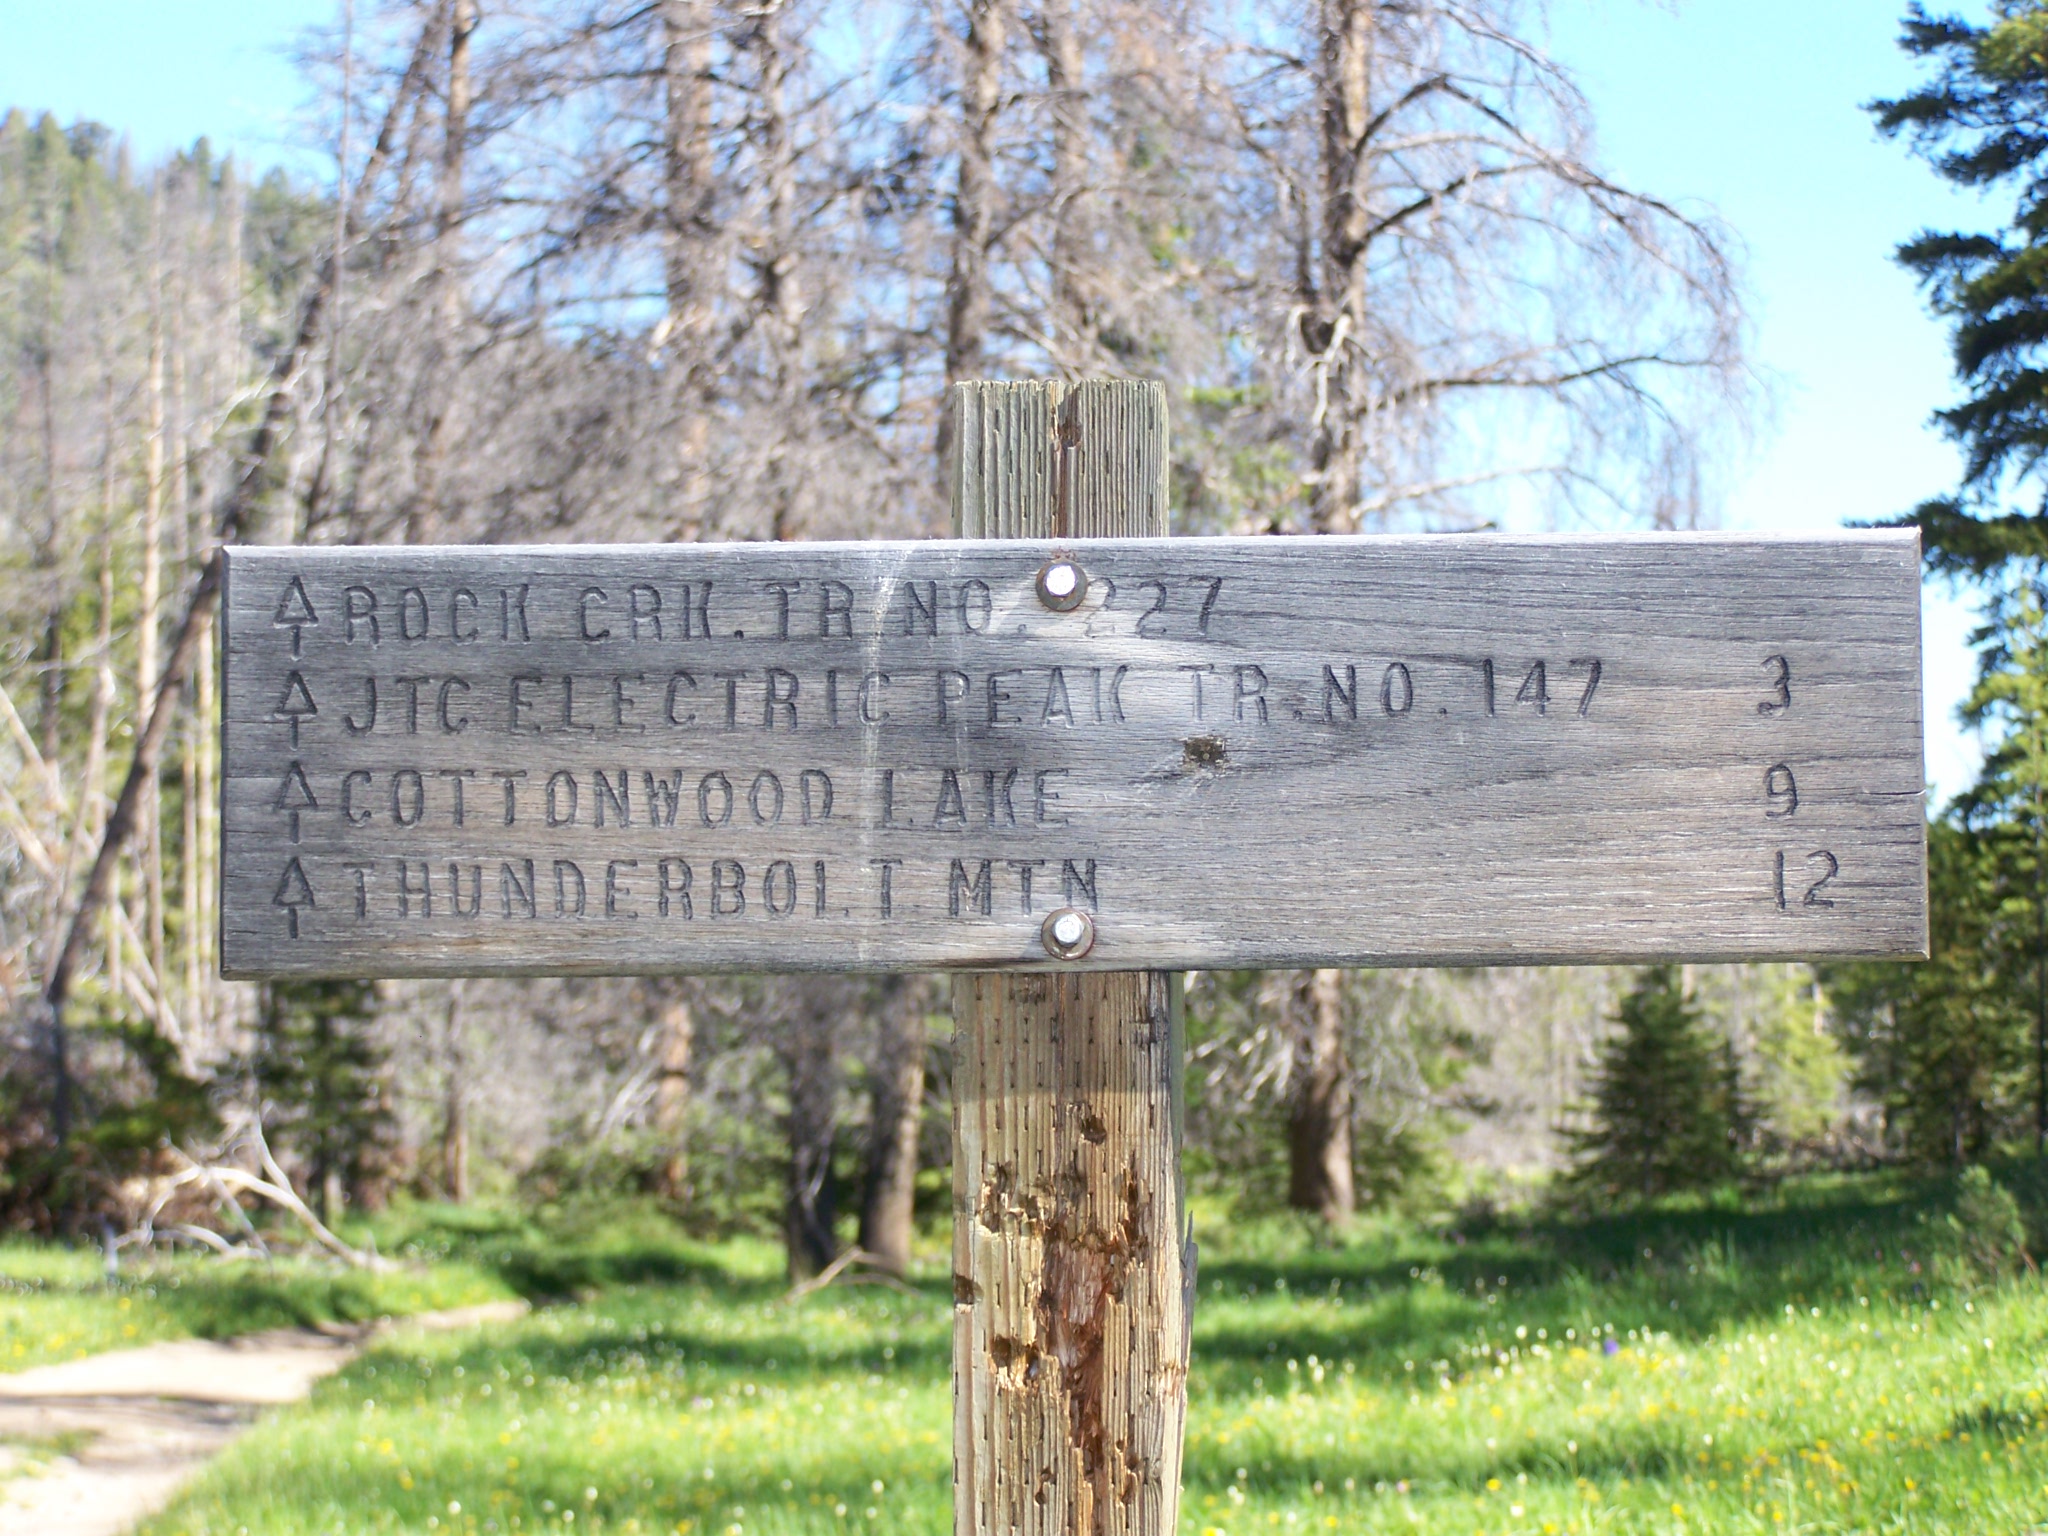 ROCK CRK. TR NO. 227
JTC ELECTRIC PEAK TR. NO. 147 3
COTTONWOOD LAKE 9
THUNDERBOLT MTN 12